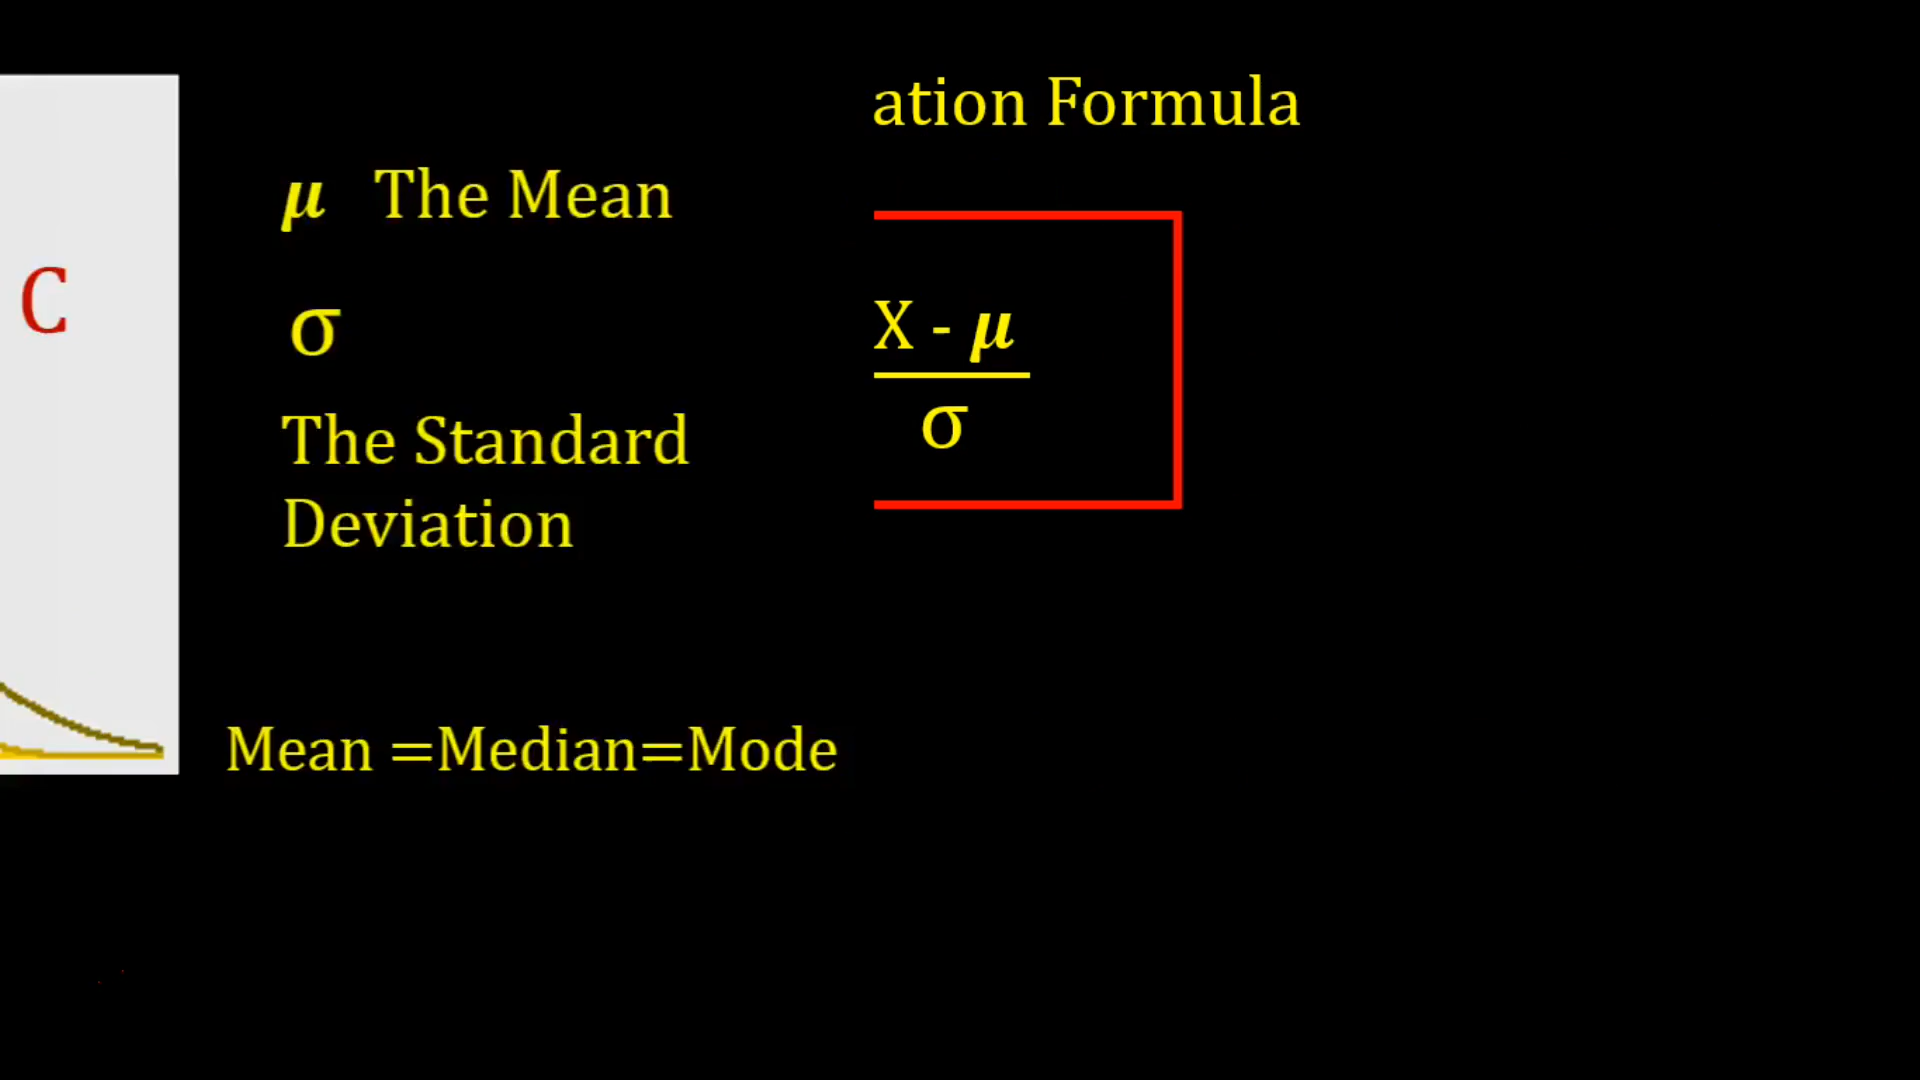 C
μ The Mean
σ
The Standard
Deviation
Mean =Median=Mode
ation Formula
X - μ
σ